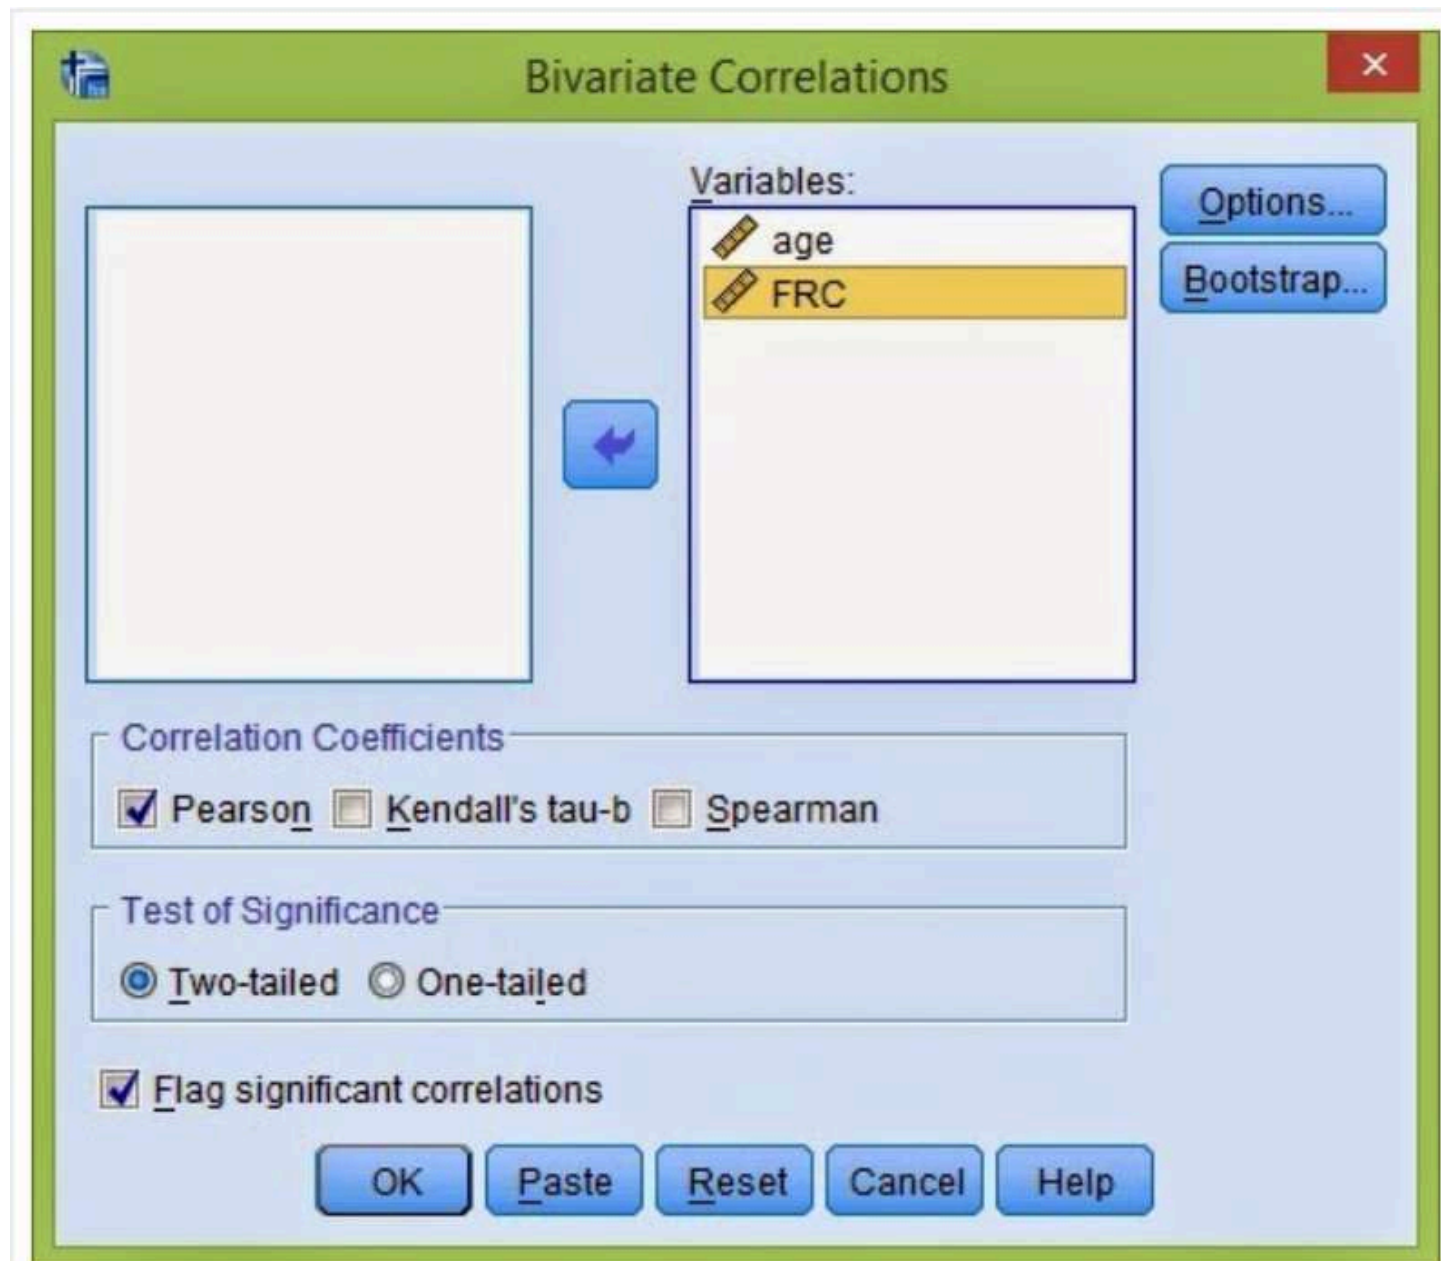 Bivariate Correlations
Variables:
age
FRC
Options...
Bootstrap...
Correlation Coefficients
Pearson Kendall's tau-b Spearman
Test of Significance
Two-tailed One-tailed
Flag significant correlations
OK Paste Reset Cancel Help